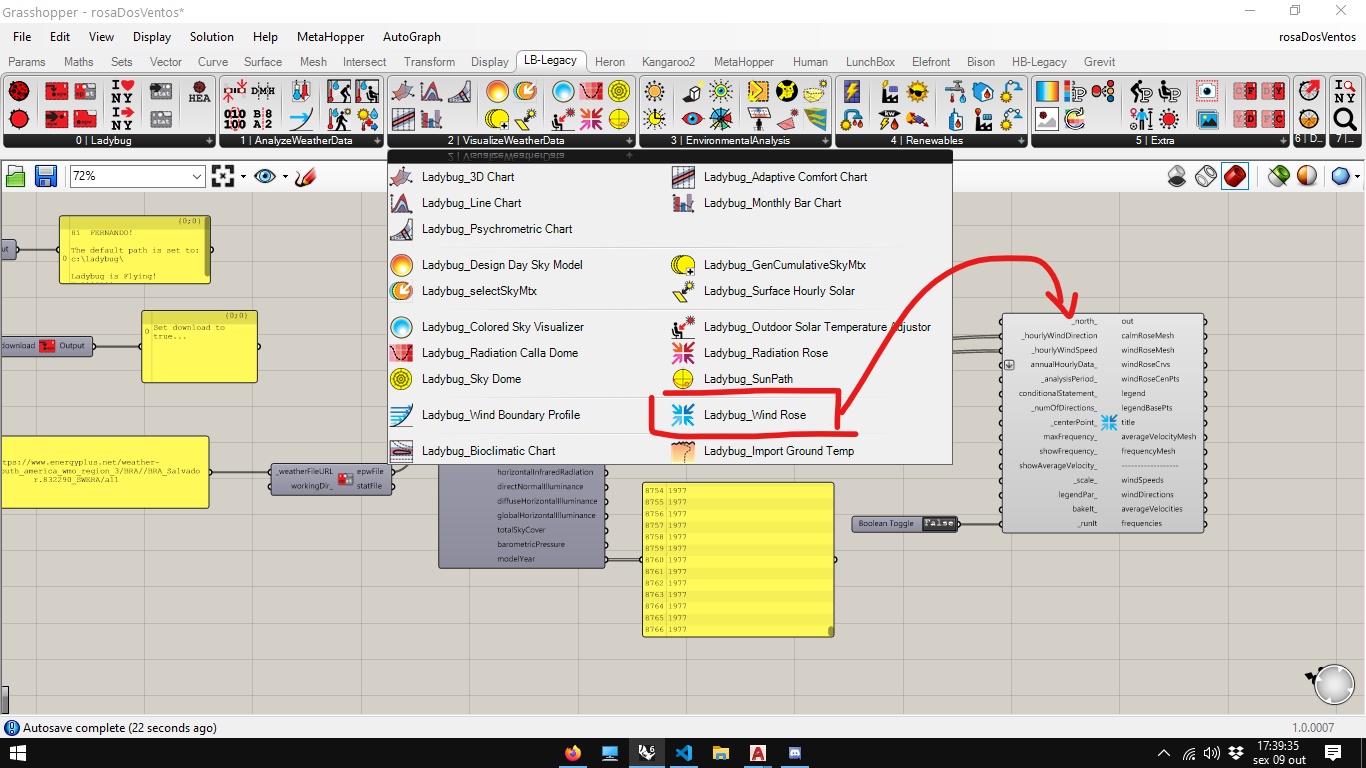 Grasshopper - rosaDosVentos*
File Edit View Display Solution Help MetaHopper AutoGraph rosaDosVentos
Params Maths Sets Vector Curve Surface Mesh Intersect Transform Display LB-Legacy Heron Kangaroo2 MetaHopper Human LunchBox Elefront Bison HB-Legacy Grevit
0 | Ladybug 1 | AnalyzeWeatherData 2 | VisualizeWeatherData 3 | EnvironmentalAnalysis 4 | Renewables 5 | Extra 6 | D... 7 |...
72%
2 | VisualizeWeatherData
Ladybug_3D Chart Ladybug_Adaptive Comfort Chart
Ladybug_Line Chart Ladybug_Monthly Bar Chart
Ladybug_Psychrometric Chart
Ladybug_Design Day Sky Model Ladybug_GenCumulativeSkyMtx
Ladybug_selectSkyMtx Ladybug_Surface Hourly Solar
Ladybug_Colored Sky Visualizer Ladybug_Outdoor Solar Temperature Adjustor
Ladybug_Radiation Calla Dome Ladybug_Radiation Rose
Ladybug_Sky Dome Ladybug_SunPath
Ladybug_Wind Boundary Profile Ladybug_Wind Rose
Ladybug_Bioclimatic Chart Ladybug_Import Ground Temp
{0;0}
Hi FERNANDO!
The default path is set to:
0 c:\ladybug\
Ladybug is Flying!
{0;0}
0 Set download to
true...
download Output
ttps://www.energyplus.net/weather-
outh_america_wmo_region_3/BRA//BRA_Salvado
r.832290_SWERA/all
_weatherFileURL epwFile
workingDir_ statFile
horizontalInfraredRadiation
directNormalIlluminance
diffuseHorizontalIlluminance
globalHorizontalIlluminance
totalSkyCover
barometricPressure
modelYear
8754 1977
8755 1977
8756 1977
8757 1977
8758 1977
8759 1977
8760 1977
8761 1977
8762 1977
8763 1977
8764 1977
8765 1977
8766 1977
Boolean Toggle False
_north_ out
_hourlyWindDirection calmRoseMesh
_hourlyWindSpeed windRoseMesh
annualHourlyData_ windRoseCrvs
_analysisPeriod_ windRoseCenPts
conditionalStatement_ legend
_numOfDirections_ legendBasePts
_centerPoint_ title
maxFrequency_ averageVelocityMesh
showFrequency_ frequencyMesh
showAverageVelocity_ -----------------
_scale_ windSpeeds
legendPar_ windDirections
bakeIt_ averageVelocities
_runIt frequencies
Autosave complete (22 seconds ago) 1.0.0007
17:39:35
sex 09 out